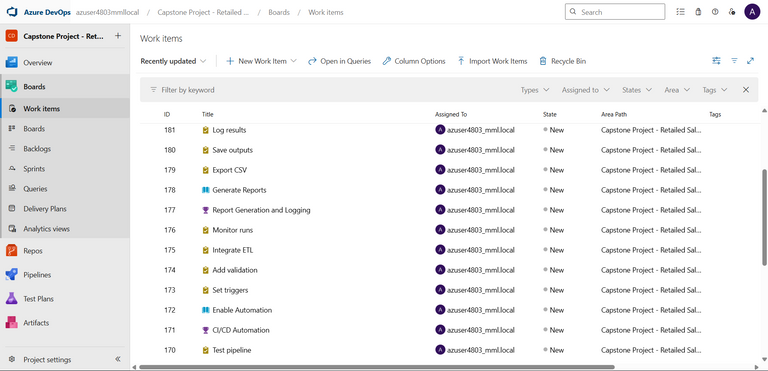 Azure DevOps azuser4803mmllocal / Capstone Project - Retailed ... / Boards / Work items Search A
CD Capstone Project - Ret... +
Overview
Boards
Work items
Boards
Backlogs
Sprints
Queries
Delivery Plans
Analytics views
Repos
Pipelines
Test Plans
Artifacts
Project settings
Work items
Recently updated New Work Item Open in Queries Column Options Import Work Items Recycle Bin
Filter by keyword Types Assigned to States Area Tags
ID Title Assigned To State Area Path Tags
181 Log results A azuser4803_mml.local New Capstone Project - Retailed Sal...
180 Save outputs A azuser4803_mml.local New Capstone Project - Retailed Sal...
179 Export CSV A azuser4803_mml.local New Capstone Project - Retailed Sal...
178 Generate Reports A azuser4803_mml.local New Capstone Project - Retailed Sal...
177 Report Generation and Logging A azuser4803_mml.local New Capstone Project - Retailed Sal...
176 Monitor runs A azuser4803_mml.local New Capstone Project - Retailed Sal...
175 Integrate ETL A azuser4803_mml.local New Capstone Project - Retailed Sal...
174 Add validation A azuser4803_mml.local New Capstone Project - Retailed Sal...
173 Set triggers A azuser4803_mml.local New Capstone Project - Retailed Sal...
172 Enable Automation A azuser4803_mml.local New Capstone Project - Retailed Sal...
171 CI/CD Automation A azuser4803_mml.local New Capstone Project - Retailed Sal...
170 Test pipeline A azuser4803_mml.local New Capstone Project - Retailed Sal...